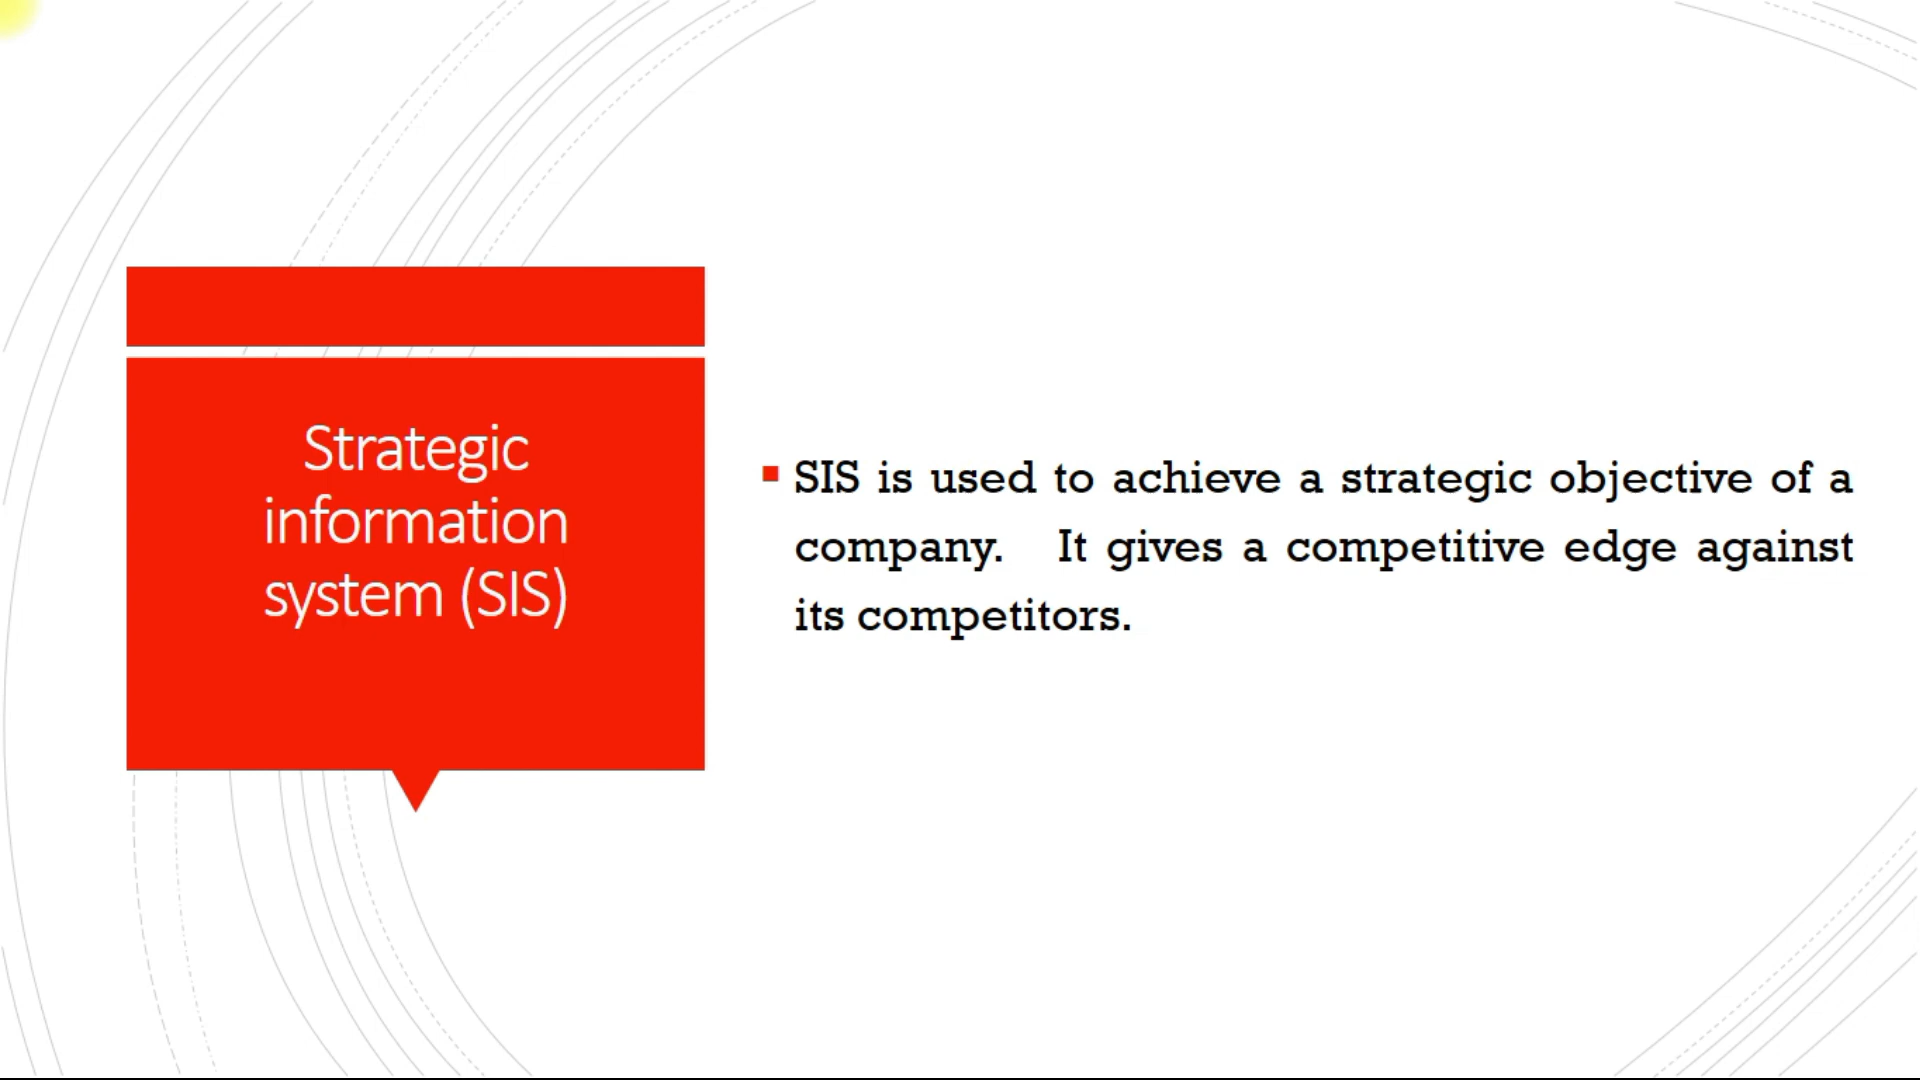 Strategic
information
system (SIS)
SIS is used to achieve a strategic objective of a
company. It gives a competitive edge against
its competitors.